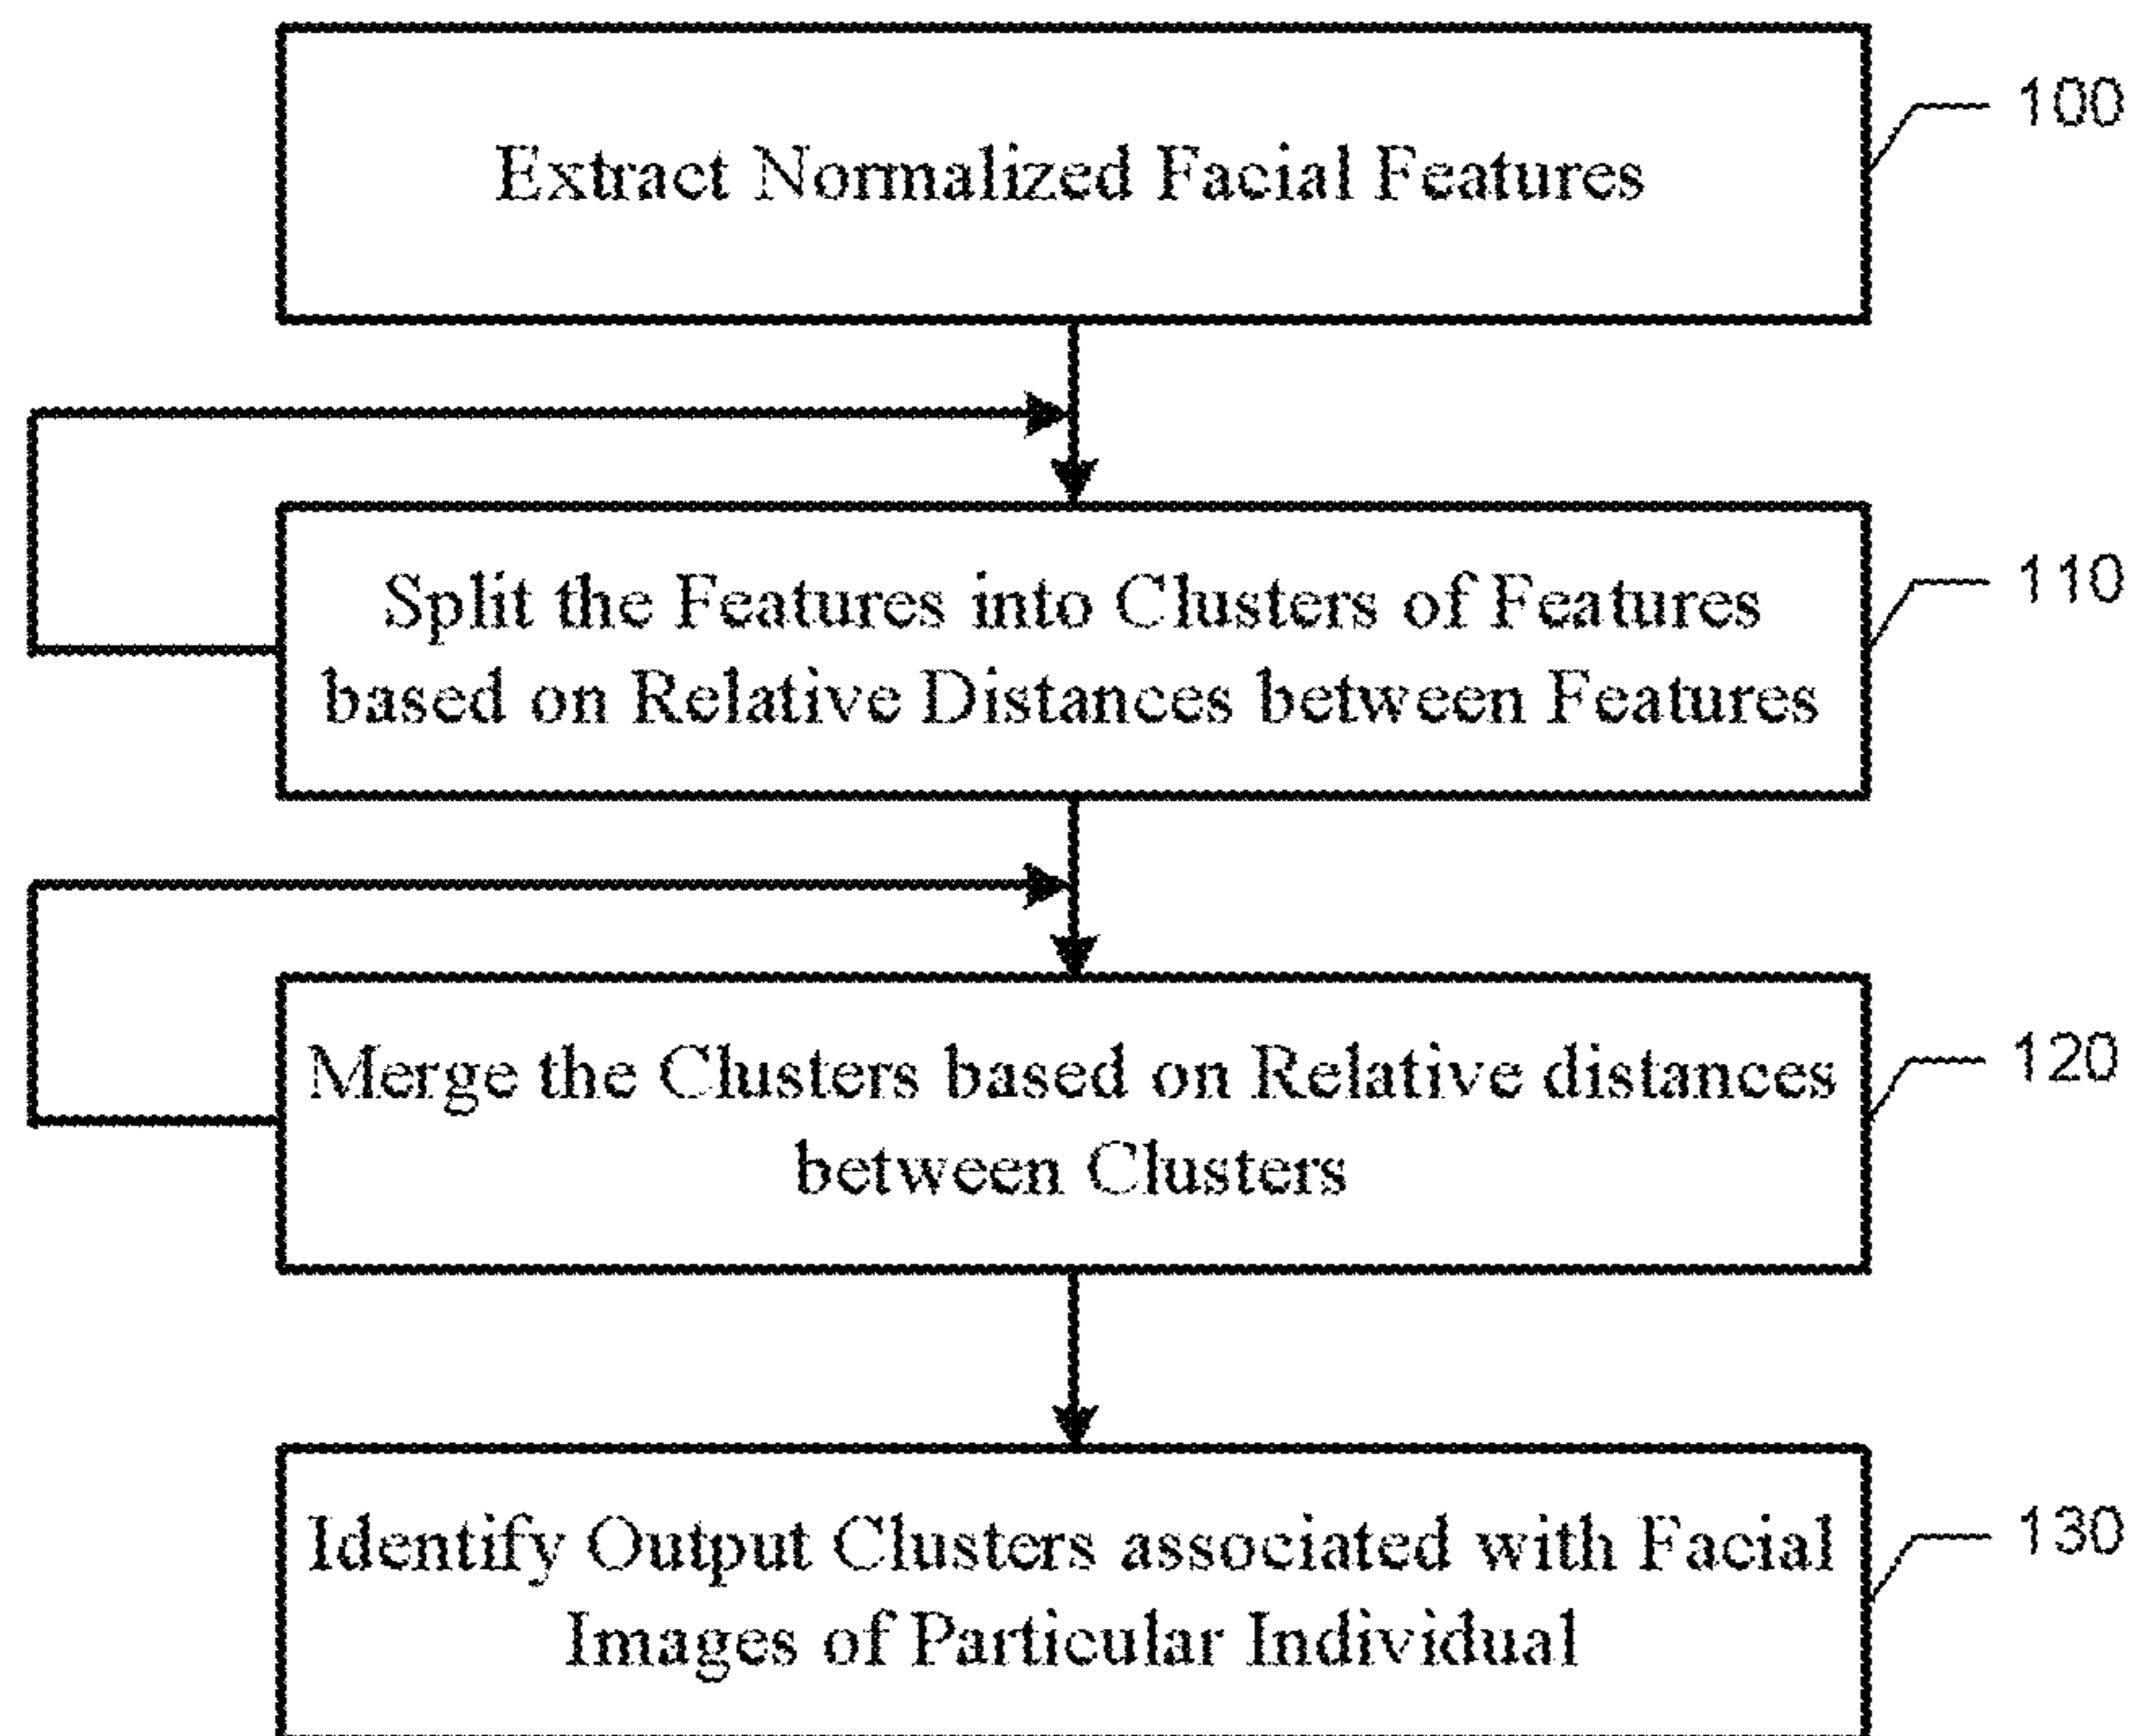 Extract Normalized Facial Features
100
Split the Features into Clusters of Features
based on Relative Distances between Features
110
Merge the Clusters based on Relative distances
between Clusters
120
Identify Output Clusters associated with Facial
Images of Particular Individual
130